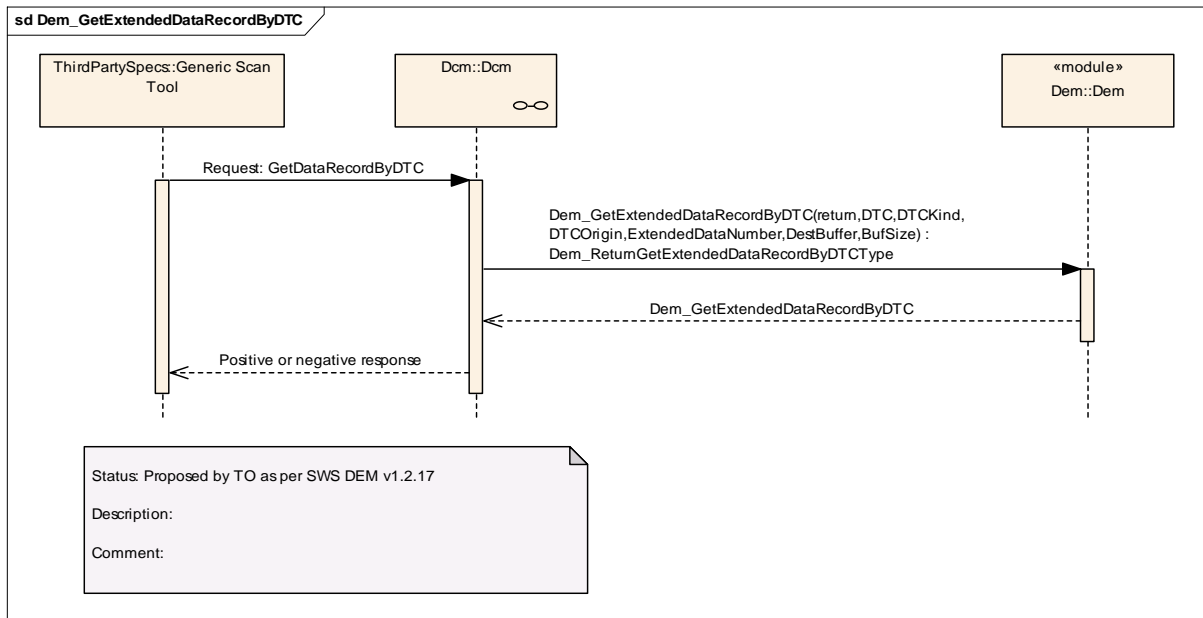 sd Dem_GetExtendedDataRecordByDTC
ThirdPartySpecs::Generic Scan
Tool
Dcm::Dcm
«module»
Dem::Dem
Request: GetDataRecordByDTC
Dem_GetExtendedDataRecordByDTC(return,DTC,DTCKind,
DTCOrigin,ExtendedDataNumber,DestBuffer,BufSize) :
Dem_ReturnGetExtendedDataRecordByDTCType
Dem_GetExtendedDataRecordByDTC
Positive or negative response
Status: Proposed by TO as per SWS DEM v1.2.17
Description:
Comment: